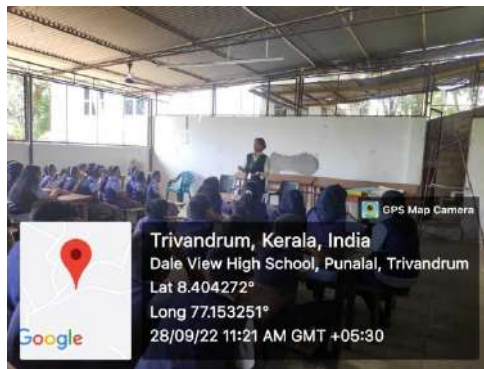 GPS Map Camera
Trivandrum, Kerala, India
Dale View High School, Punalal, Trivandrum
Lat 8.404272°
Long 77.153251°
28/09/22 11:21 AM GMT +05:30
Google